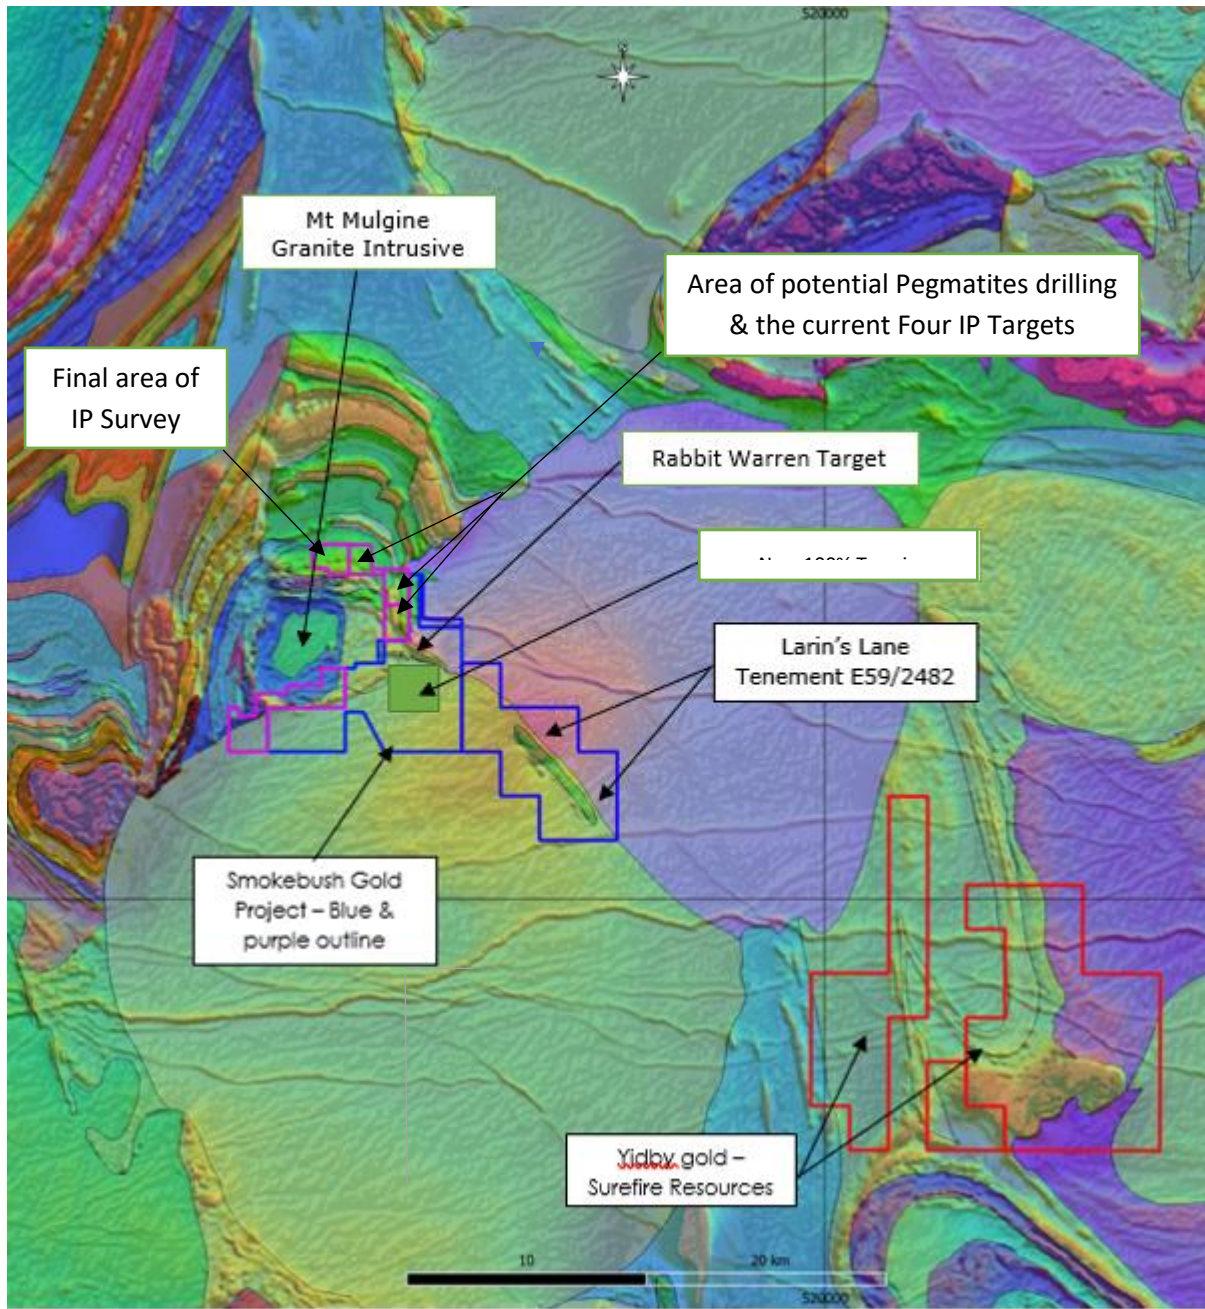 520000
N
Mt Mulgine
Granite Intrusive
Area of potential Pegmatites drilling
& the current Four IP Targets
Final area of
IP Survey
Rabbit Warren Target
Larin's Lane
Tenement E59/2482
Smokebush Gold
Project – Blue &
purple outline
Yidby gold –
Surefire Resources
10 20 km
520000